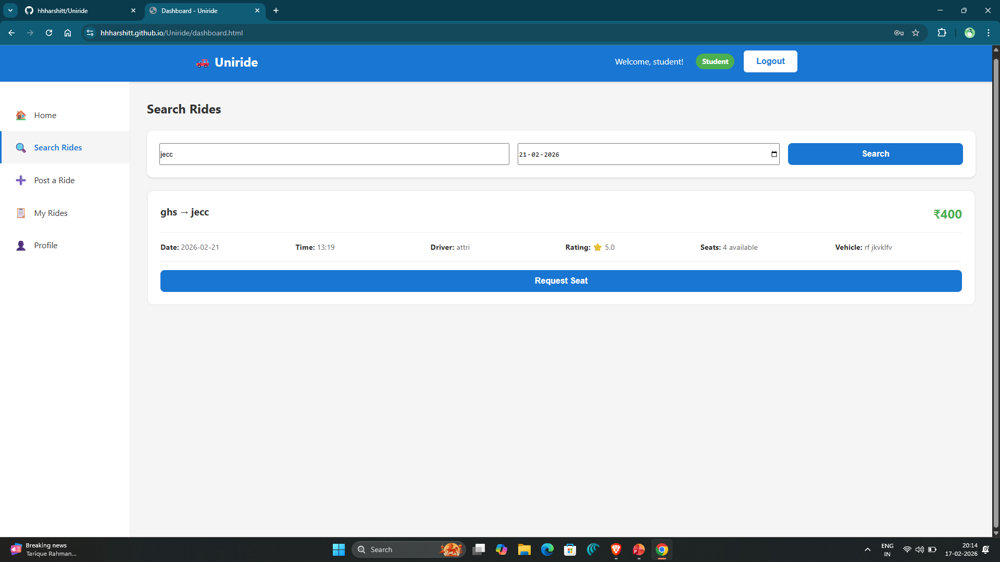 hhharshitt/Uniride
Dashboard - Uniride
hhharshitt.github.io/Uniride/dashboard.html
Uniride
Welcome, student!
Student
Logout
Home
Search Rides
Post a Ride
My Rides
Profile
Search Rides
jecc
21-02-2026
Search
ghs → jecc
₹400
Date: 2026-02-21
Time: 13:19
Driver: attri
Rating: ⭐ 5.0
Seats: 4 available
Vehicle: rf jkvklfv
Request Seat
Breaking news
Tarique Rahman...
Search
ENG
IN
20:14
17-02-2026